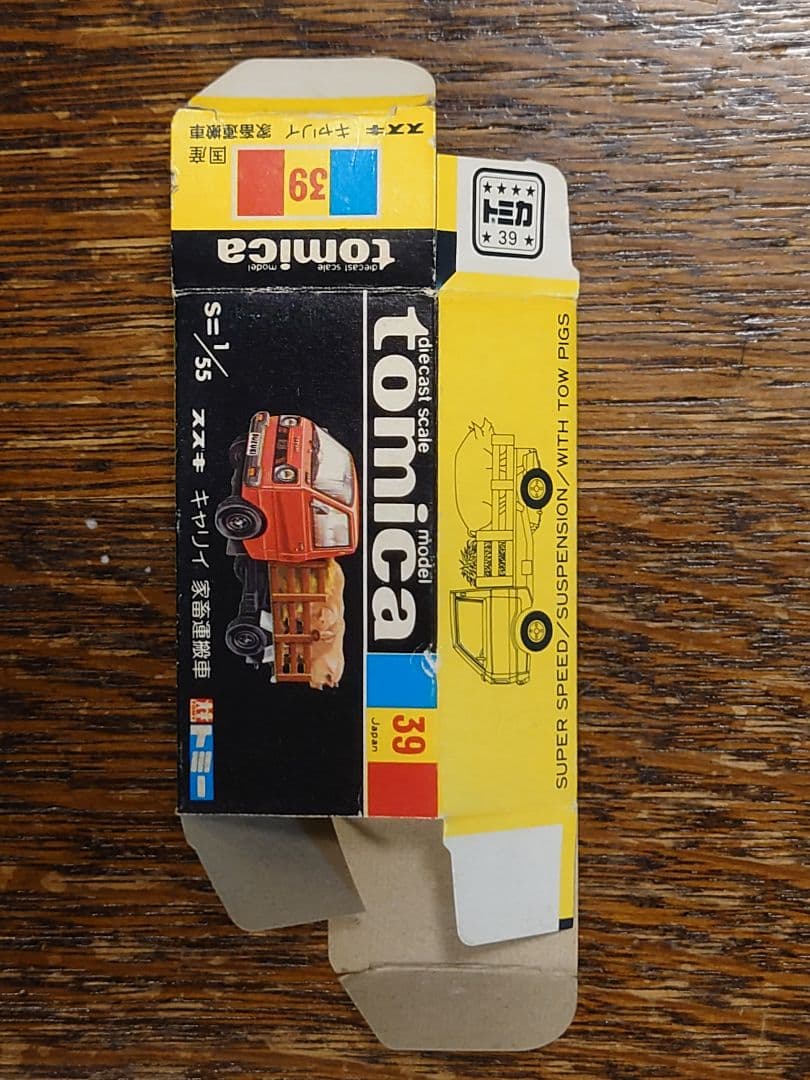 スズキ キャリイ 家畜運搬車
国産
39
diecast scale model
tomica
トミカ
39
diecast scale model
tomica
S=1/55
スズキ キャリイ 家畜運搬車
トミー
39
Japan
SUPER SPEED/SUSPENSION/WITH TOW PIGS